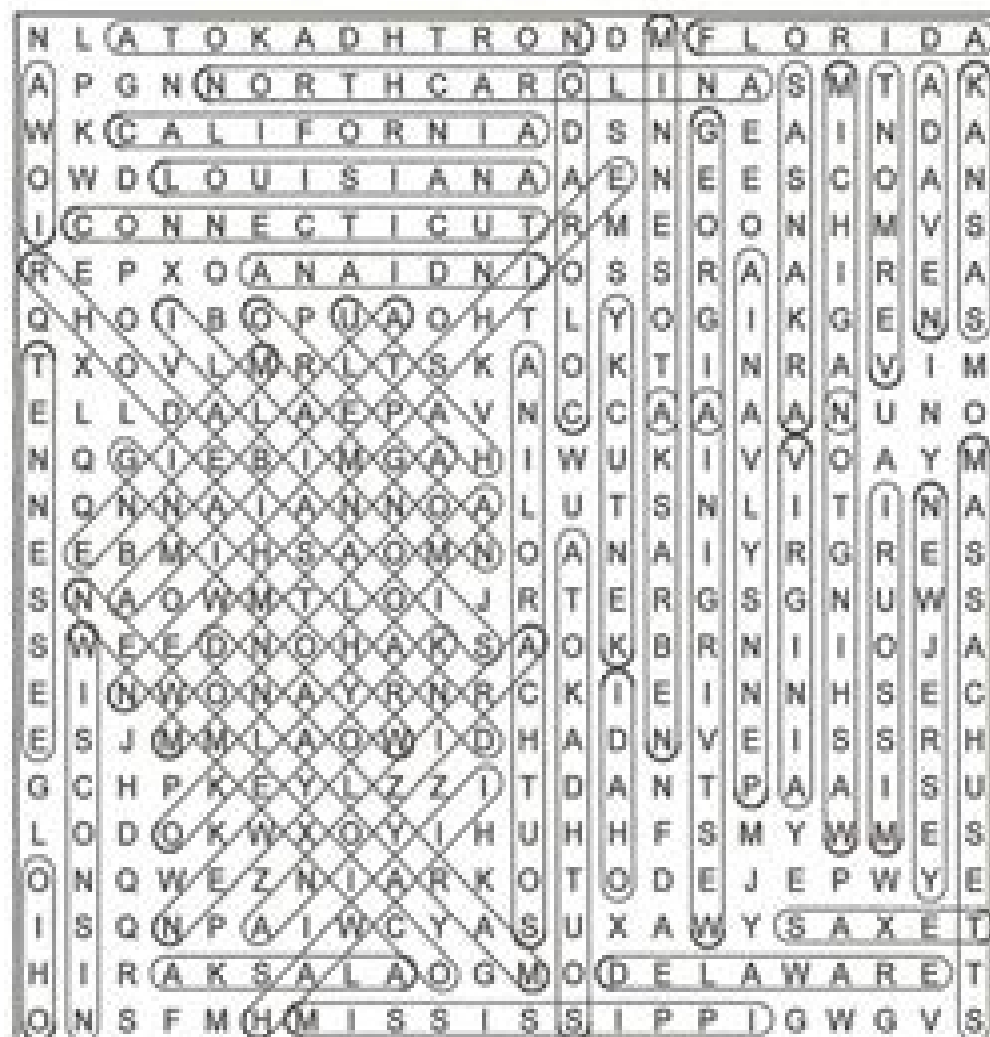 N L A T O K A D H T R O N D M F L O R I D A
A P G N N O R T H C A R O L I N A S M T A K
W K C A L I F O R N I A D S N G E A I N D A
O W D L O U I S I A N A A E N E E S C O A N
I C O N N E C T I C U T R M E O O N H M V S
R E P X O A N A I D N I O S S R A A I R E A
Q H O I B O P U A O H T L Y O G I K G E N S
T X O V L M R L T S K A O K T I N R A V I M
E L L D A L A E P A V N C C A A A A N U N O
N Q G I E B I M G A H I W U K I V V O A Y M
N Q N N A I A N N O A L U T S N L I T I N A
E E B M I H S A O M N O A N A I Y R G R E S
S N A O W M T L O I J R T E R G S G N U W S
S W E E D N O H A K S A O K B R N I I O J A
E I N W O N A Y R N R C K I E I N N H S E C
E S J M M L A O W I D H A D N V E I S S R H
G C H P K E Y L Z Z I T D A N T P A A I S U
L O D O K W X O Y I H U H H F S M Y W M E S
O N Q W E Z N I A R K O T O D E J E P W Y E
I S Q N P A I W C Y A S U X A W Y S A X E T
H I R A K S A L A O G M O D E L A W A R E T
O N S F M H M I S S I S S I P P I G W G V S